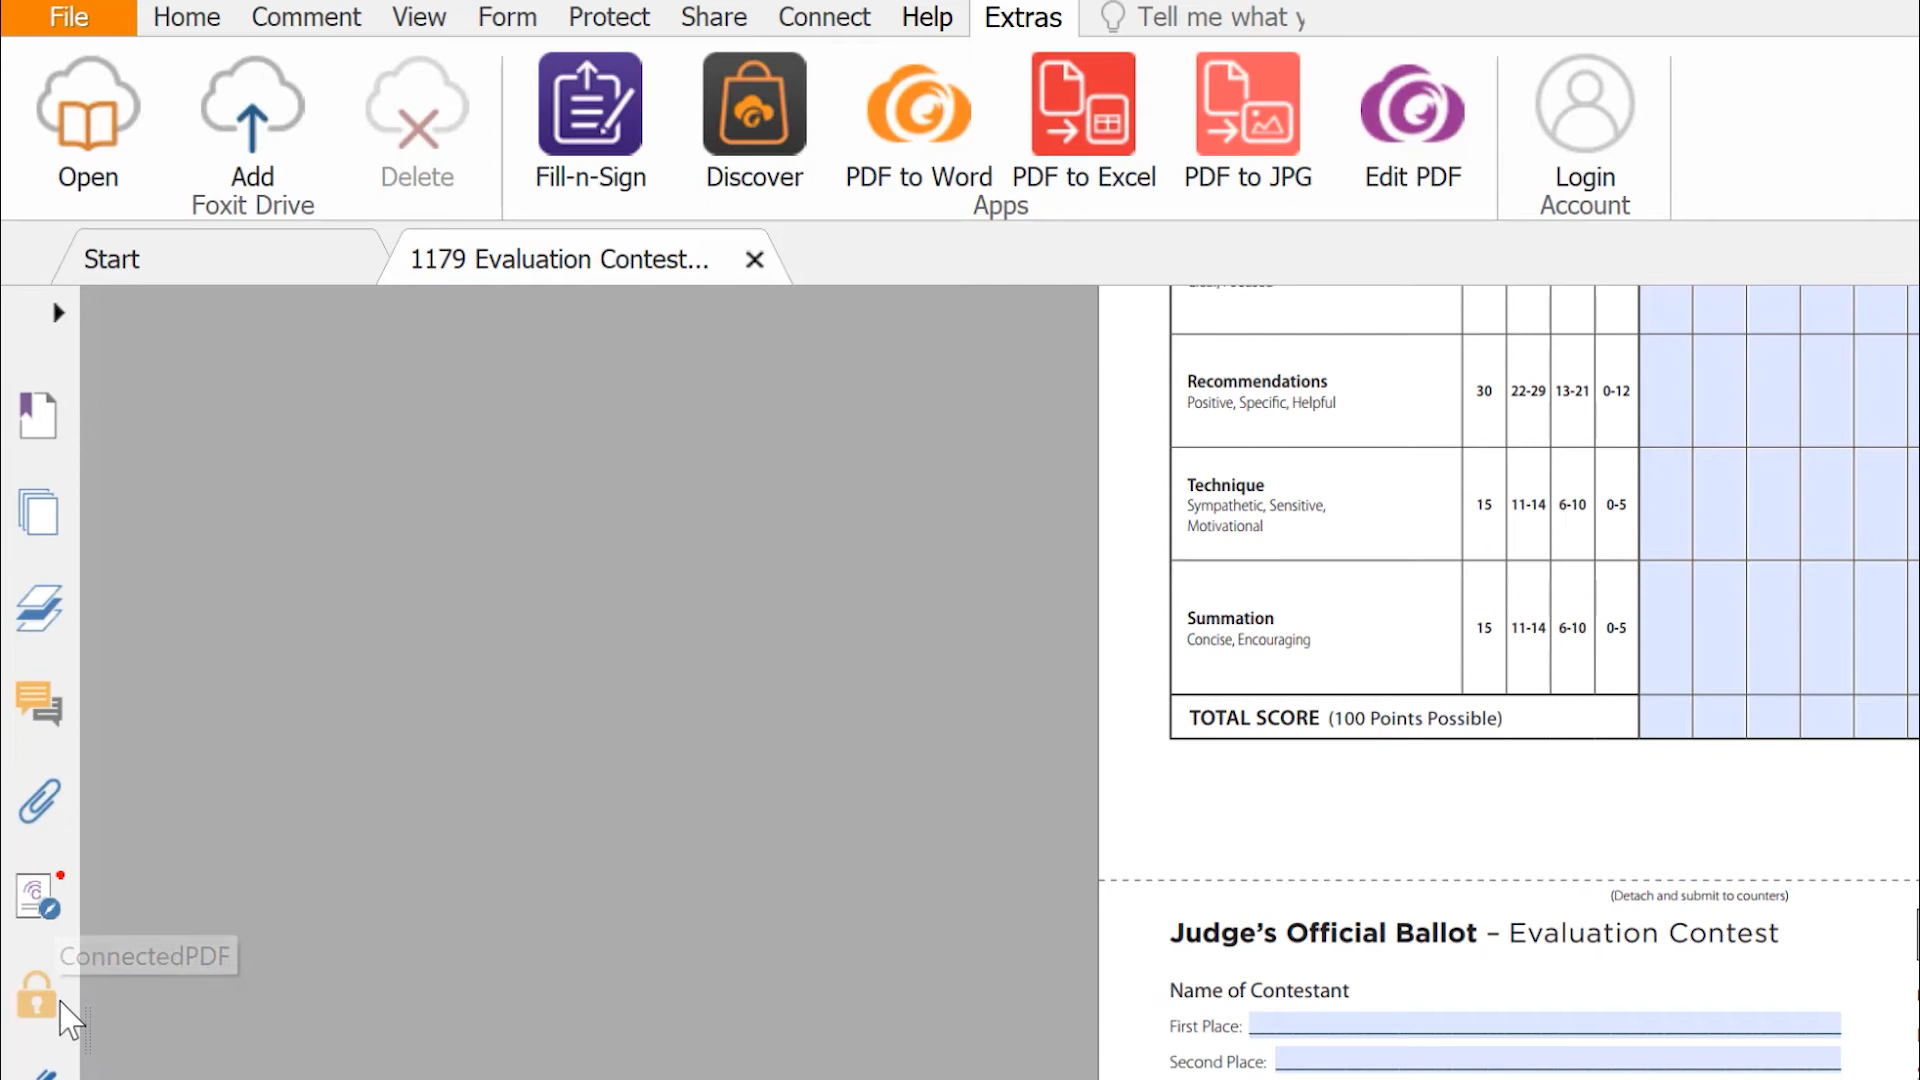 File Home Comment View Form Protect Share Connect Help Extras Tell me what y
Open Add Delete Fill-n-Sign Discover PDF to Word PDF to Excel PDF to JPG Edit PDF Login
Foxit Drive Apps Account
Start 1179 Evaluation Contest...
Recommendations
Positive, Specific, Helpful
30 22-29 13-21 0-12
Technique
Sympathetic, Sensitive,
Motivational
15 11-14 6-10 0-5
Summation
Concise, Encouraging
15 11-14 6-10 0-5
TOTAL SCORE (100 Points Possible)
(Detach and submit to counters)
Judge's Official Ballot – Evaluation Contest
ConnectedPDF
Name of Contestant
First Place:
Second Place: